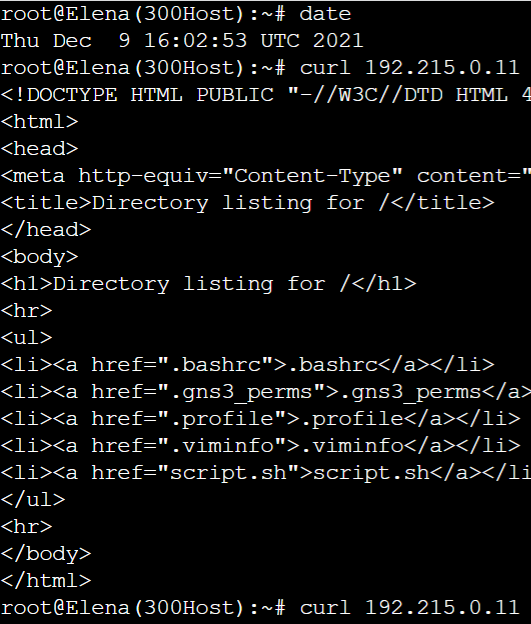 root@Elena(300Host):~# date
Thu Dec  9 16:02:53 UTC 2021
root@Elena(300Host):~# curl 192.215.0.11
<!DOCTYPE HTML PUBLIC "-//W3C//DTD HTML 4
<html>
<head>
<meta http-equiv="Content-Type" content="
<title>Directory listing for /</title>
</head>
<body>
<h1>Directory listing for /</h1>
<hr>
<ul>
<li><a href=".bashrc">.bashrc</a></li>
<li><a href=".gns3_perms">.gns3_perms</a>
<li><a href=".profile">.profile</a></li>
<li><a href=".viminfo">.viminfo</a></li>
<li><a href="script.sh">script.sh</a></li
</ul>
<hr>
</body>
</html>
root@Elena(300Host):~# curl 192.215.0.11